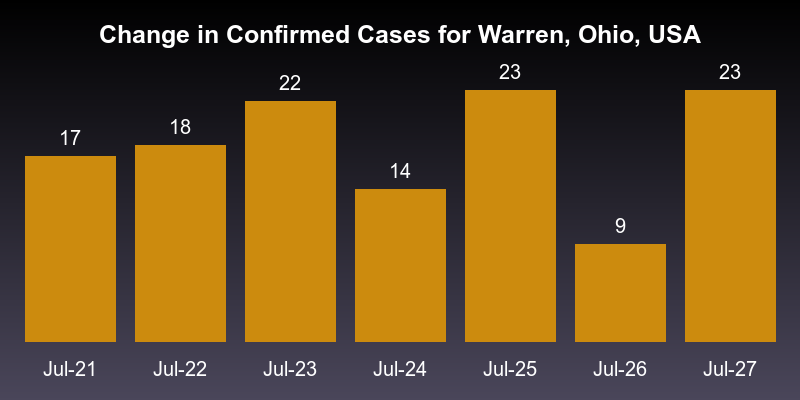 Change in Confirmed Cases for Warren, Ohio, USA
17 18 22 14 23 9 23
Jul-21 Jul-22 Jul-23 Jul-24 Jul-25 Jul-26 Jul-27